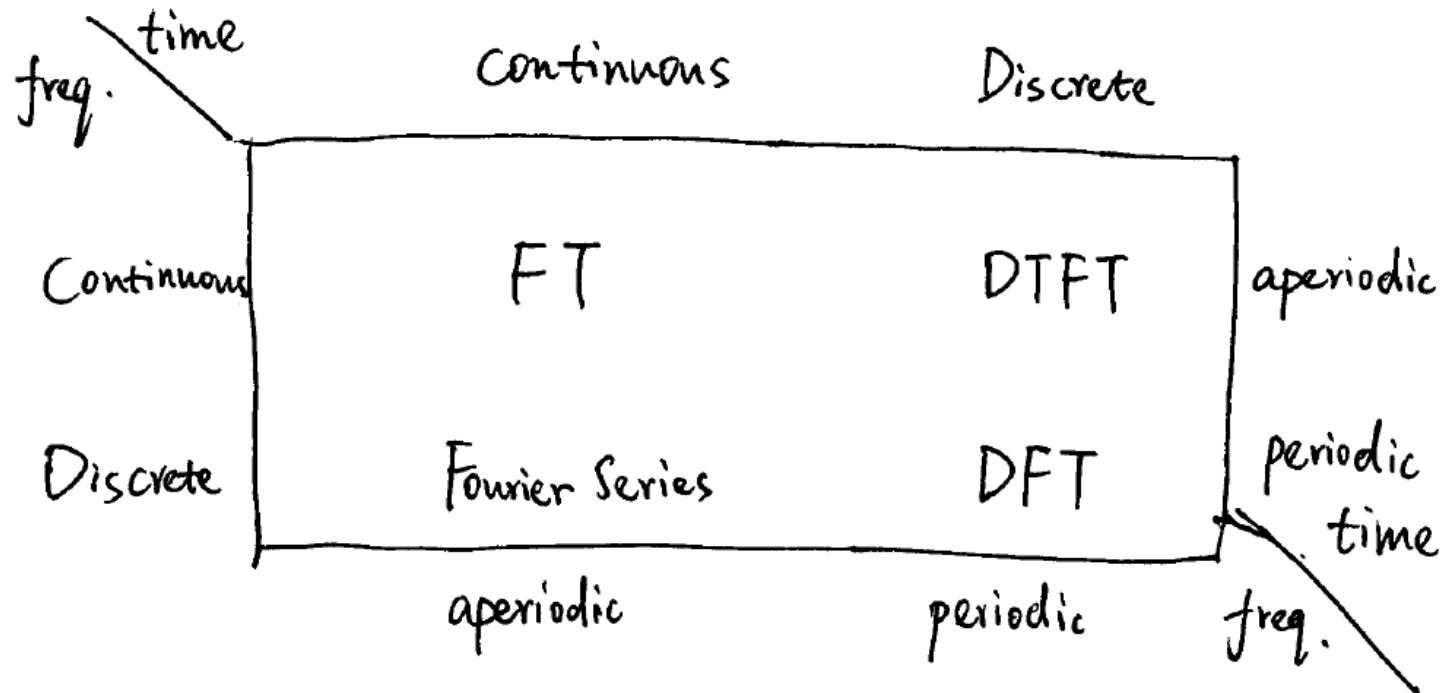 time
freq. Continuous Discrete
Continuous FT DTFT aperiodic
Discrete Fourier Series DFT periodic
time
aperiodic periodic freq.